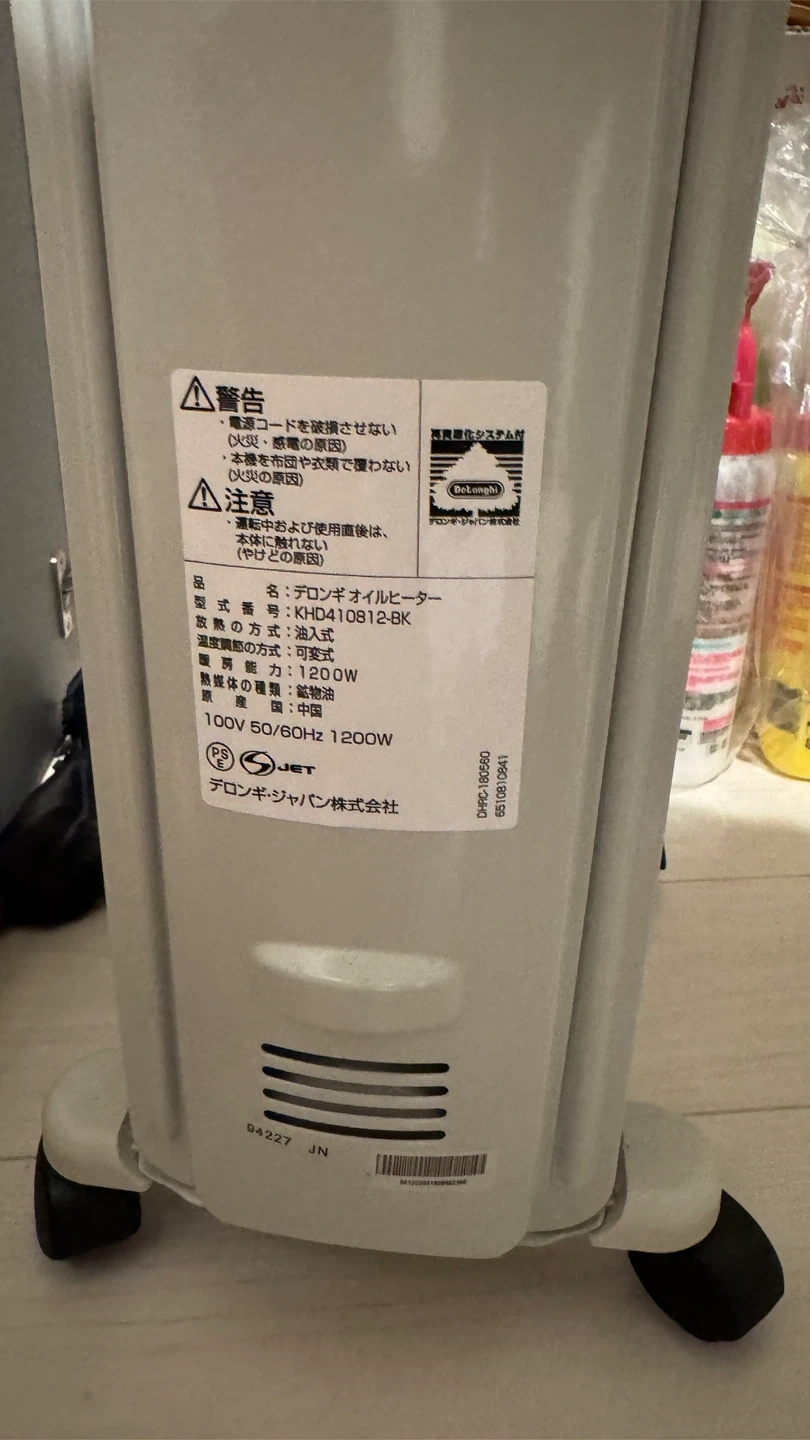 警告
・電源コードを破損させない
(火災・感電の原因)
・本機を布団や衣類で覆わない
(火災の原因)
注意
・運転中および使用直後は、
本体に触れない
(やけどの原因)
システム付
DeLonghi
デロンギ・ジャパン株式会社
品名：デロンギ オイルヒーター
型式番号：KHD410812-BK
放熱の方式：油入式
温度調節の方式：可変式
暖房能力：1200W
熱媒体の種類：鉱物油
原産国：中国
100V 50/60Hz 1200W
PSE
JET
デロンギ・ジャパン株式会社
DHRC-180560
6510810841
94227 JN